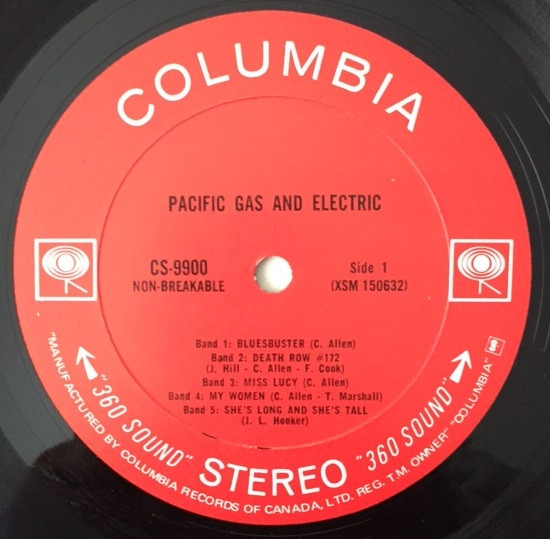 COLUMBIA
PACIFIC GAS AND ELECTRIC
CS-9900
NON-BREAKABLE
Side 1
(XSM 150632)
Band 1: BLUESBUSTER (C. Allen)
Band 2: DEATH ROW #172
(J. Hill - C. Allen - F. Cook)
Band 3: MISS LUCY (C. Allen)
Band 4: MY WOMEN (C. Allen - T. Marshall)
Band 5: SHE'S LONG AND SHE'S TALL
(J. L. Hooker)
"360 SOUND" STEREO "360 SOUND"
"MANUFACTURED BY COLUMBIA RECORDS OF CANADA, LTD. REG. T.M. OWNER" "COLUMBIA"